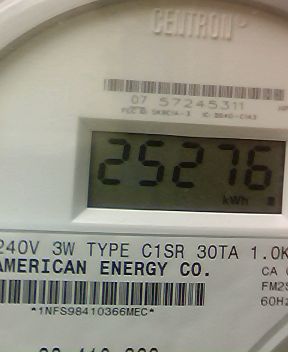 CENTRON
07 57245311
25276
kWh
240V 3W TYPE C1SR 30TA 1.0K
AMERICAN ENERGY CO.
CA
FM2S
60Hz
*1NFS98410366MEC*